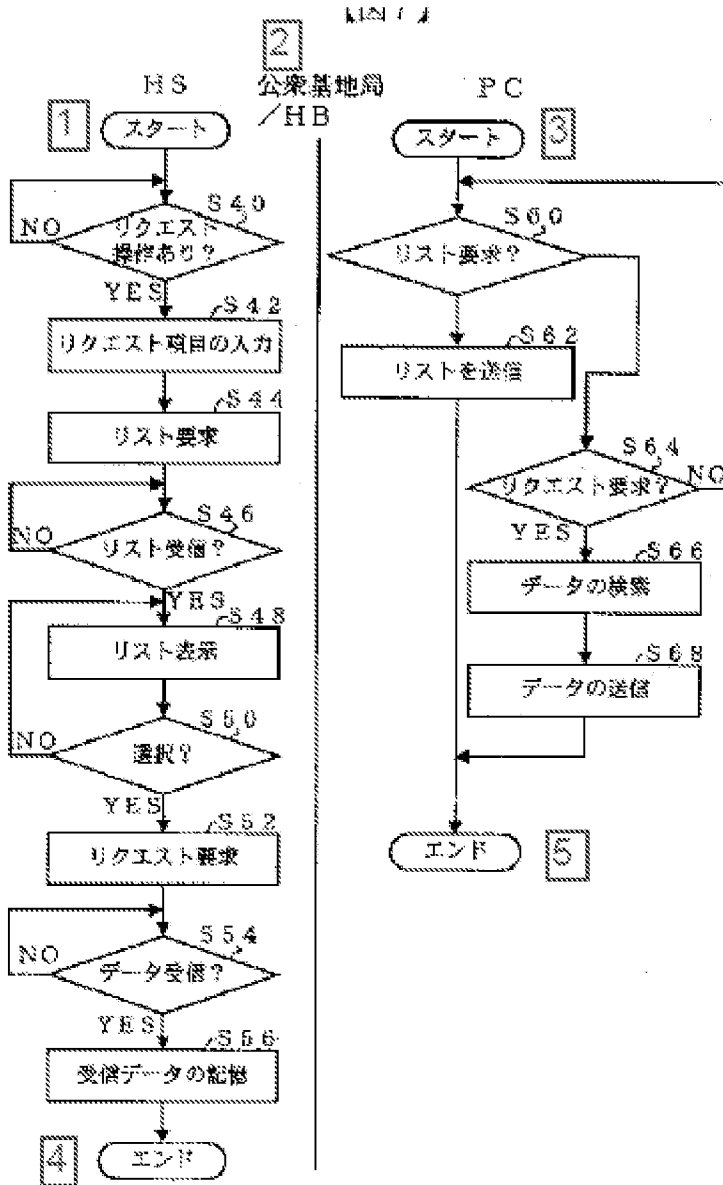 2
HS
公衆基地局
/HB
PC
1
スタート
スタート
3
S40
NO
リクエスト
操作あり?
YES
S42
リクエスト項目の入力
S44
リスト要求
S46
NO
リスト受信?
YES
S48
リスト表示
S50
NO
選択?
YES
S52
リクエスト要求
S54
NO
データ受信?
YES
S56
受信データの記憶
4
エンド
S60
リスト要求?
S62
リストを送信
S64
リクエスト要求?
NO
YES
S66
データの検索
S68
データの送信
エンド
5